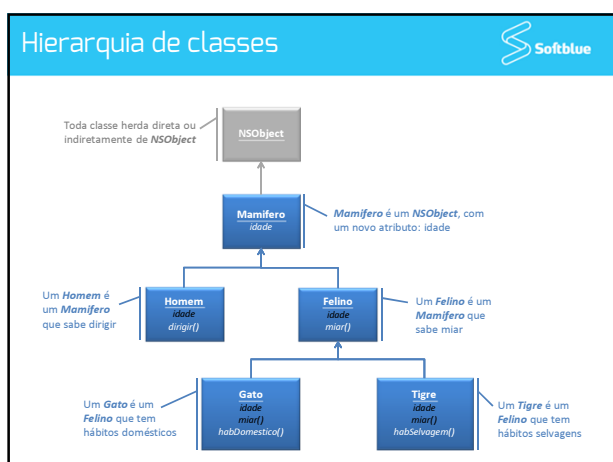 Hierarquia de classes
Softblue
Toda classe herda direta ou
indiretamente de NSObject
NSObject
Mamifero
idade
Mamifero é um NSObject, com
um novo atributo: idade
Um Homem é
um Mamifero
que sabe dirigir
Homem
idade
dirigir()
Felino
idade
miar()
Um Felino é um
Mamifero que
sabe miar
Um Gato é um
Felino que tem
hábitos domésticos
Gato
idade
miar()
habDomestico()
Tigre
idade
miar()
habSelvagem()
Um Tigre é um
Felino que tem
hábitos selvagens